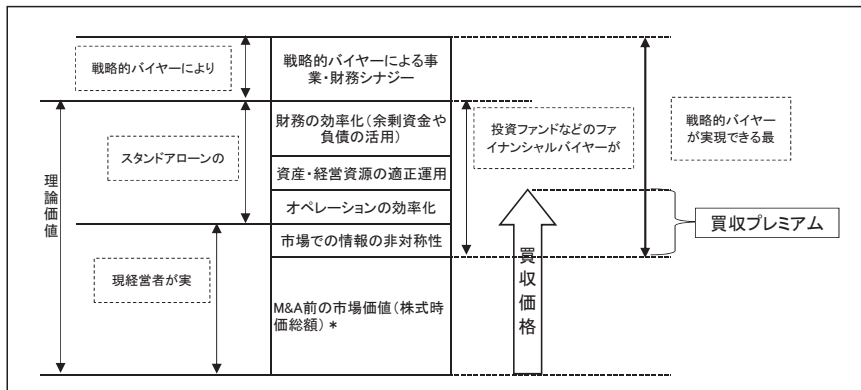 戦略的バイヤーにより
戦略的バイヤーによる事
業・財務シナジー
財務の効率化（余剰資金や
負債の活用）
投資ファンドなどのファ
イナンシャルバイヤーが
戦略的バイヤー
が実現できる最
スタンドアローンの
資産・経営資源の適正運用
理論価値
オペレーションの効率化
買収プレミアム
市場での情報の非対称性
買収価格
現経営者が実
M&A前の市場価値（株式時
価総額）＊